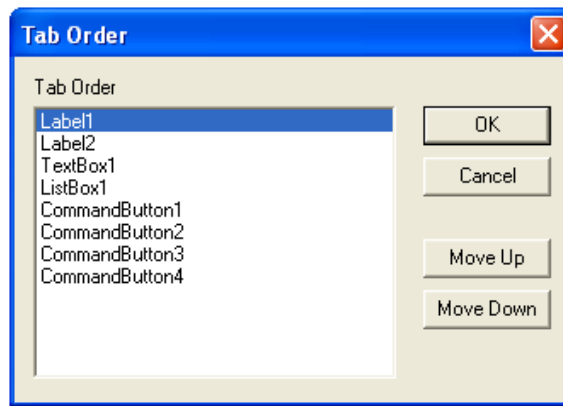 Tab Order
Tab Order
Label1
Label2
TextBox1
ListBox1
CommandButton1
CommandButton2
CommandButton3
CommandButton4
OK
Cancel
Move Up
Move Down